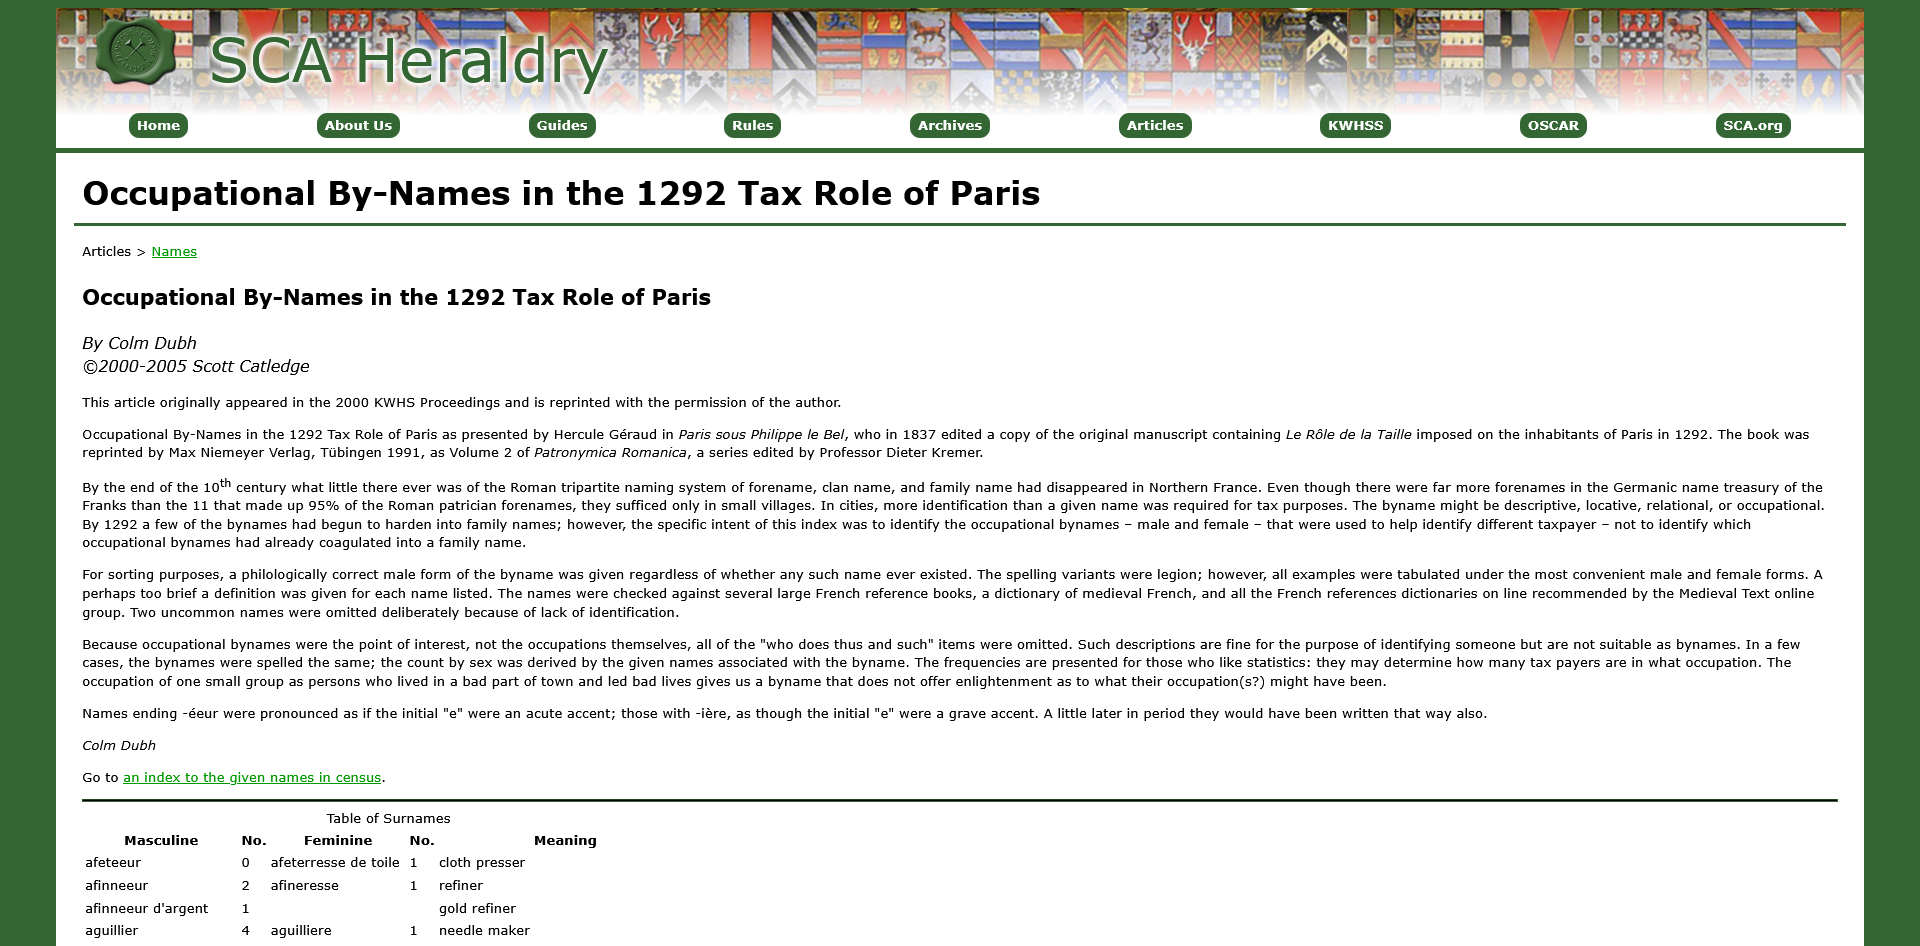 SCA Heraldry
Home
About Us
Guides
Rules
Archives
Articles
KWHSS
OSCAR
SCA.org
Occupational By-Names in the 1292 Tax Role of Paris
Articles > Names
Occupational By-Names in the 1292 Tax Role of Paris
By Colm Dubh
©2000-2005 Scott Catledge
This article originally appeared in the 2000 KWHS Proceedings and is reprinted with the permission of the author.
Occupational By-Names in the 1292 Tax Role of Paris as presented by Hercule Géraud in Paris sous Philippe le Bel, who in 1837 edited a copy of the original manuscript containing Le Rôle de la Taille imposed on the inhabitants of Paris in 1292. The book was
reprinted by Max Niemeyer Verlag, Tübingen 1991, as Volume 2 of Patronymica Romanica, a series edited by Professor Dieter Kremer.
By the end of the 10th century what little there ever was of the Roman tripartite naming system of forename, clan name, and family name had disappeared in Northern France. Even though there were far more forenames in the Germanic name treasury of the
Franks than the 11 that made up 95% of the Roman patrician forenames, they sufficed only in small villages. In cities, more identification than a given name was required for tax purposes. The byname might be descriptive, locative, relational, or occupational.
By 1292 a few of the bynames had begun to harden into family names; however, the specific intent of this index was to identify the occupational bynames – male and female – that were used to help identify different taxpayer – not to identify which
occupational bynames had already coagulated into a family name.
For sorting purposes, a philologically correct male form of the byname was given regardless of whether any such name ever existed. The spelling variants were legion; however, all examples were tabulated under the most convenient male and female forms. A
perhaps too brief a definition was given for each name listed. The names were checked against several large French reference books, a dictionary of medieval French, and all the French references dictionaries on line recommended by the Medieval Text online
group. Two uncommon names were omitted deliberately because of lack of identification.
Because occupational bynames were the point of interest, not the occupations themselves, all of the "who does thus and such" items were omitted. Such descriptions are fine for the purpose of identifying someone but are not suitable as bynames. In a few
cases, the bynames were spelled the same; the count by sex was derived by the given names associated with the byname. The frequencies are presented for those who like statistics: they may determine how many tax payers are in what occupation. The
occupation of one small group as persons who lived in a bad part of town and led bad lives gives us a byname that does not offer enlightenment as to what their occupation(s?) might have been.
Names ending -éeur were pronounced as if the initial "e" were an acute accent; those with -ière, as though the initial "e" were a grave accent. A little later in period they would have been written that way also.
Colm Dubh
Go to an index to the given names in census.
Table of Surnames
Masculine No. Feminine No. Meaning
afeteeur 0 afeterresse de toile 1 cloth presser
afinneeur 2 afineresse 1 refiner
afinneeur d'argent 1 gold refiner
aguillier 4 aguilliere 1 needle maker